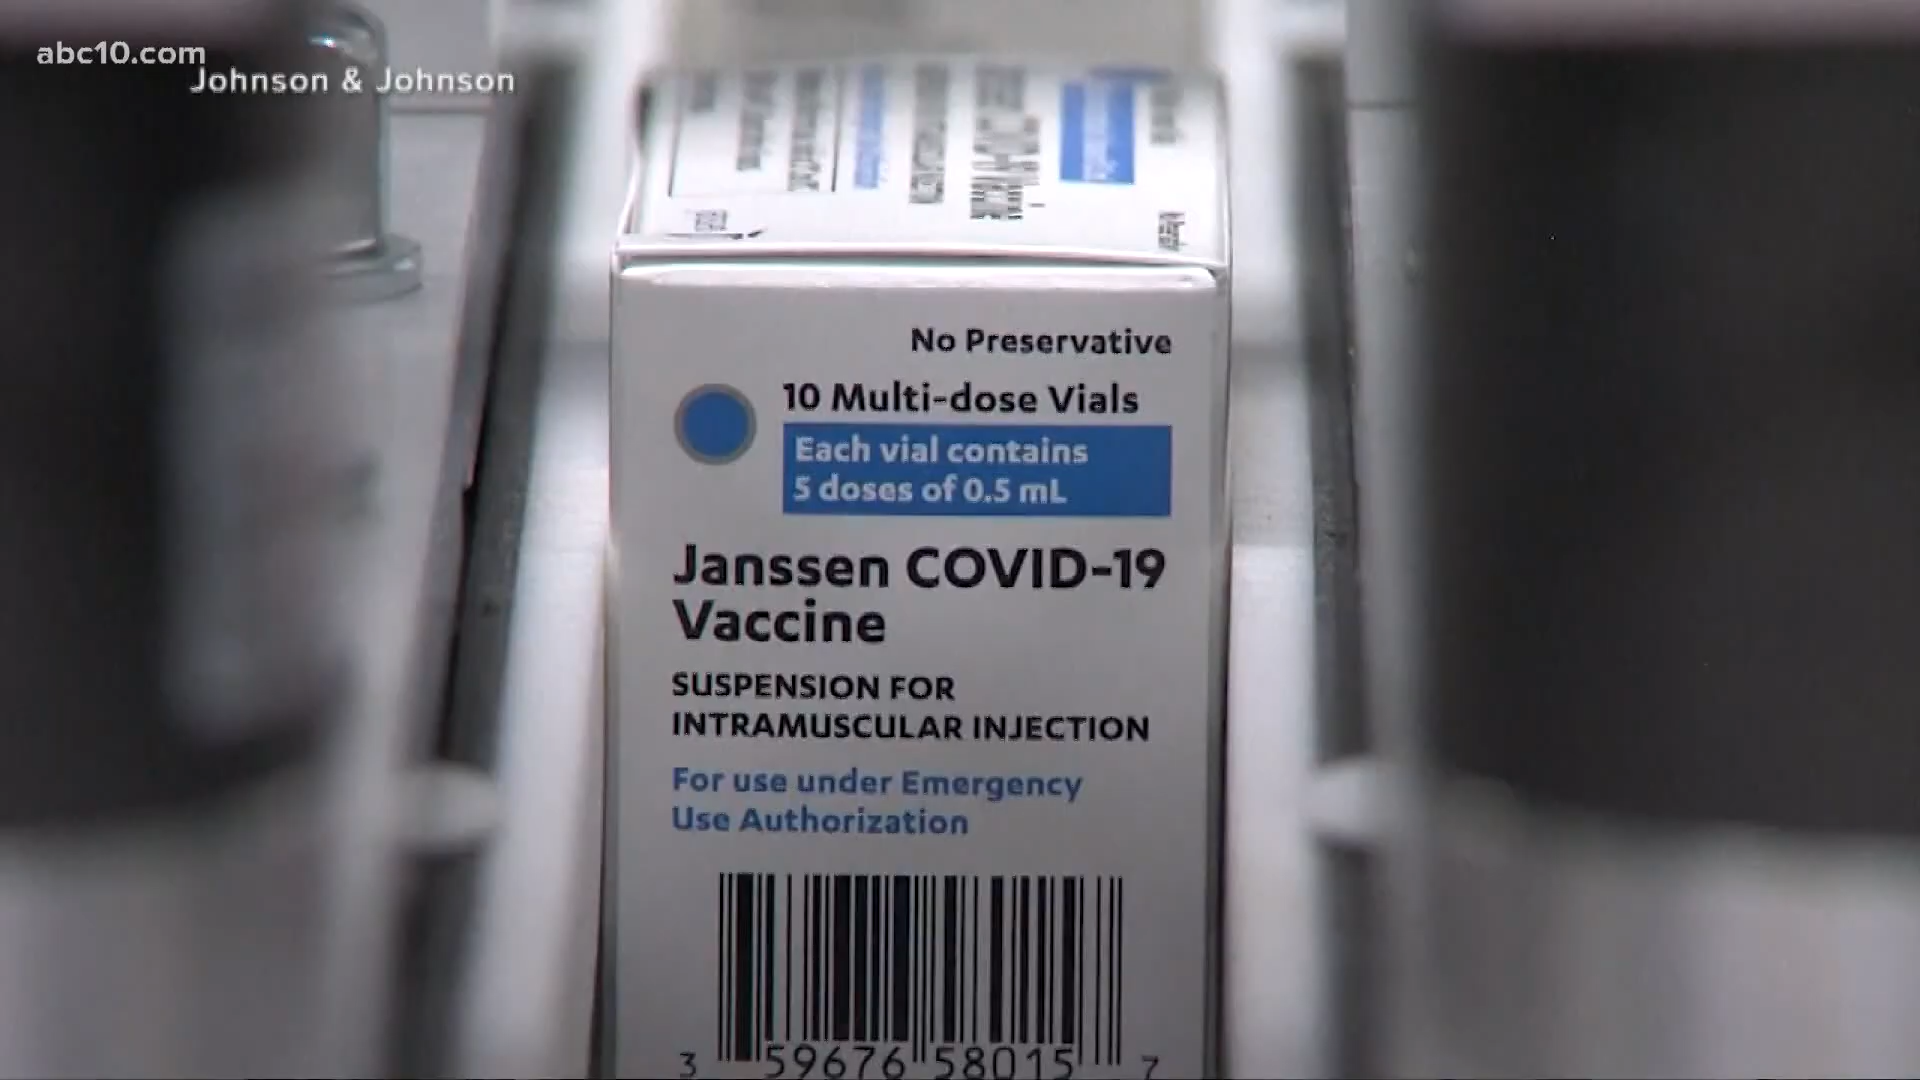 abc10.com
Johnson & Johnson
No Preservative
10 Multi-dose Vials
Each vial contains
5 doses of 0.5 mL
Janssen COVID-19
Vaccine
SUSPENSION FOR
INTRAMUSCULAR INJECTION
For use under Emergency
Use Authorization
3 59676 58015 7